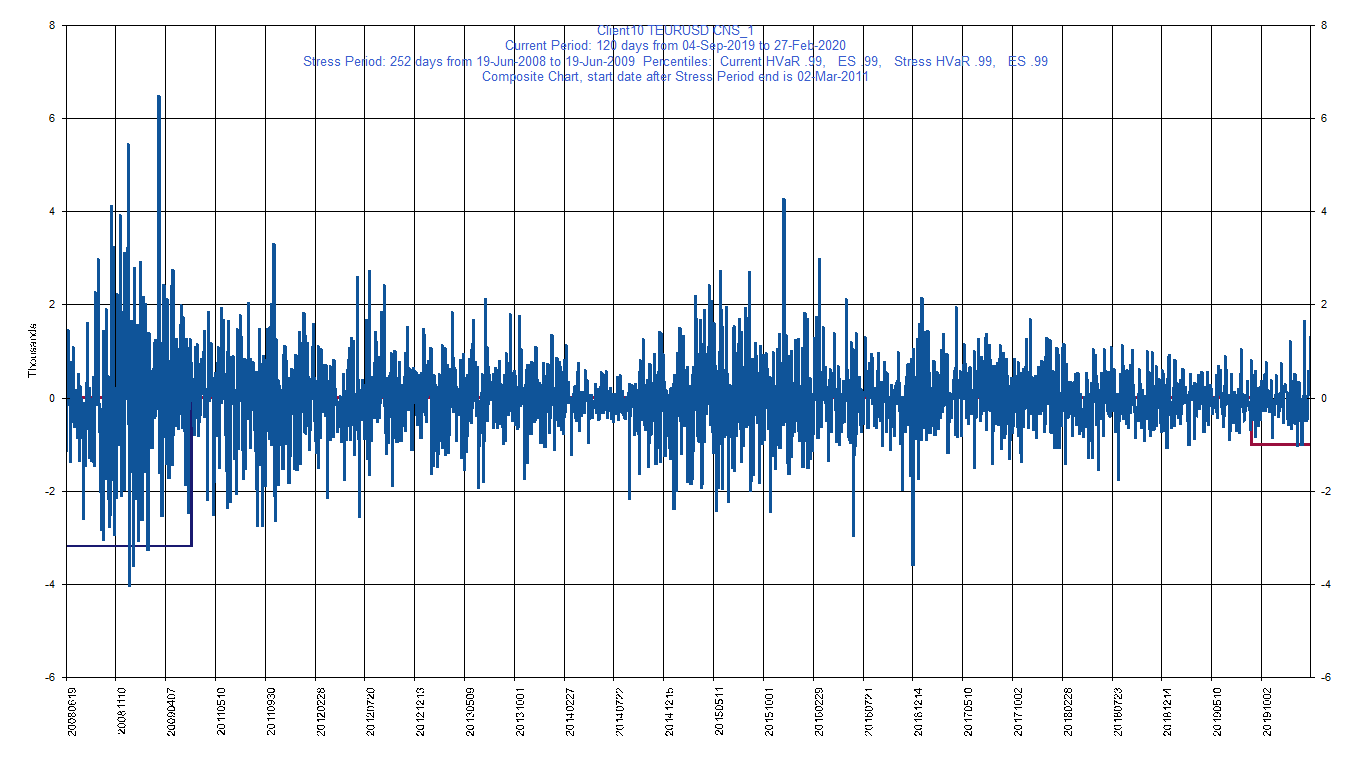 Client10 TEURUSD CNS_1
Current Period: 120 days from 04-Sep-2019 to 27-Feb-2020
Stress Period: 252 days from 19-Jun-2008 to 19-Jun-2009 Percentiles: Current HVaR .99, ES .99, Stress HVaR .99, ES .99
Composite Chart, start date after Stress Period end is 02-Mar-2011
8 8
6 6
4 4
2 2
Thousands
0 0
-2 -2
-4 -4
-6 -6
20080619 20081110 20090407 20110510 20110930 20120228 20120720 20121213 20130509 20131001 20140227 20140722 20141215 20150511 20151001 20160229 20160721 20161214 20170510 20171002 20180228 20180723 20181214 20190510 20191002